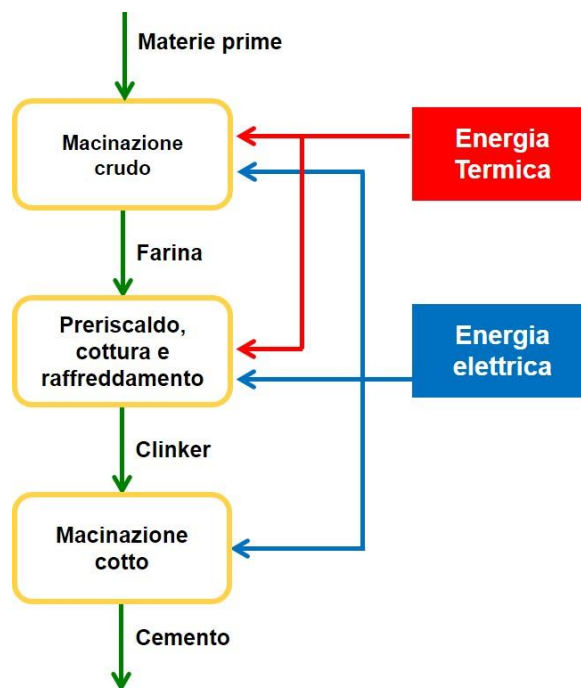 Materie prime
Macinazione
crudo
Energia
Termica
Farina
Preriscaldo,
cottura e
raffreddamento
Energia
elettrica
Clinker
Macinazione
cotto
Cemento